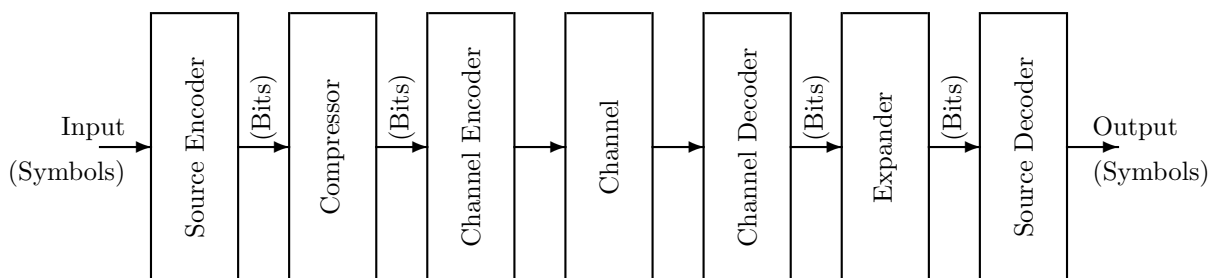 Input
(Symbols)
Source Encoder
(Bits)
Compressor
(Bits)
Channel Encoder
Channel
Channel Decoder
(Bits)
Expander
(Bits)
Source Decoder
Output
(Symbols)